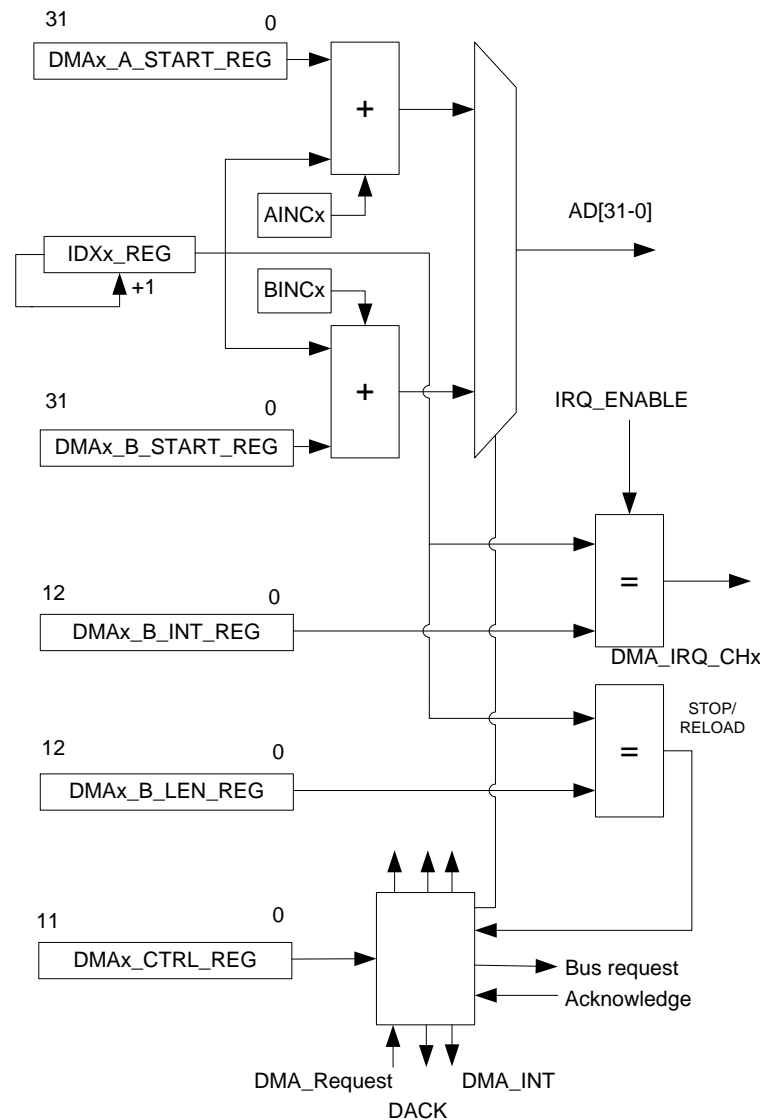 31 0
DMAx_A_START_REG
+
AINCx
AD[31-0]
IDXx_REG
+1
BINCx
+
31 0
DMAx_B_START_REG
IRQ_ENABLE
=
12 0
DMAx_B_INT_REG
DMA_IRQ_CHx
STOP/
RELOAD
=
12 0
DMAx_B_LEN_REG
11 0
DMAx_CTRL_REG
Bus request
Acknowledge
DMA_Request
DMA_INT
DACK